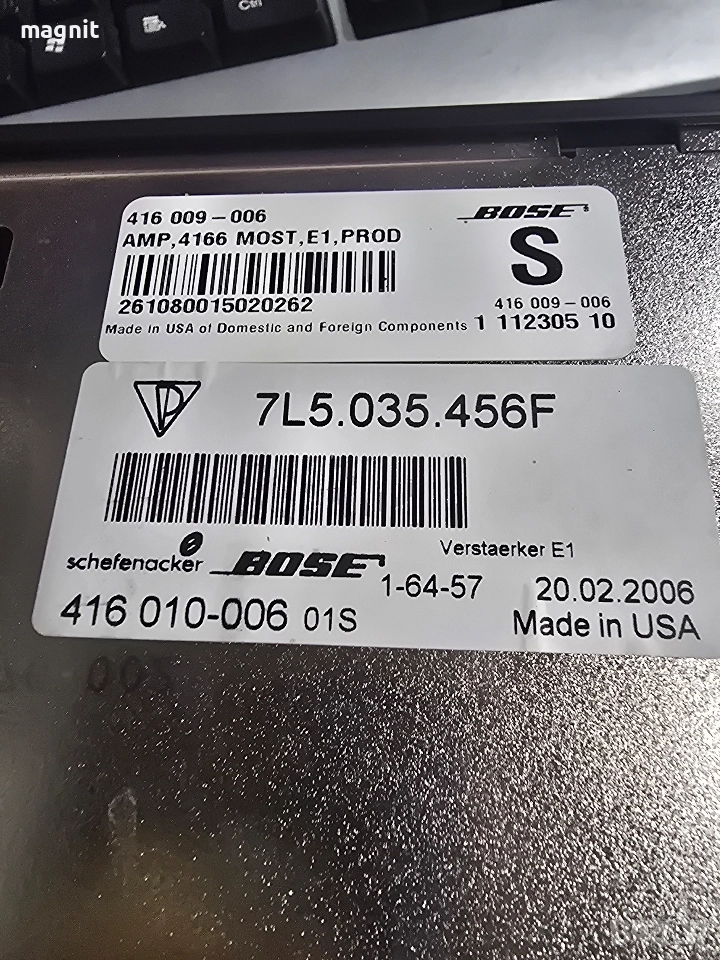 magnit
Ctrl
416 009-006
BOSE
AMP,4166 MOST,E1,PROD
S
261080015020262
416 009-006
Made in USA of Domestic and Foreign Components 1 112305 10
7L5.035.456F
schefenacker BOSE
Verstaerker E1
1-64-57 20.02.2006
416 010-006 01S
Made in USA